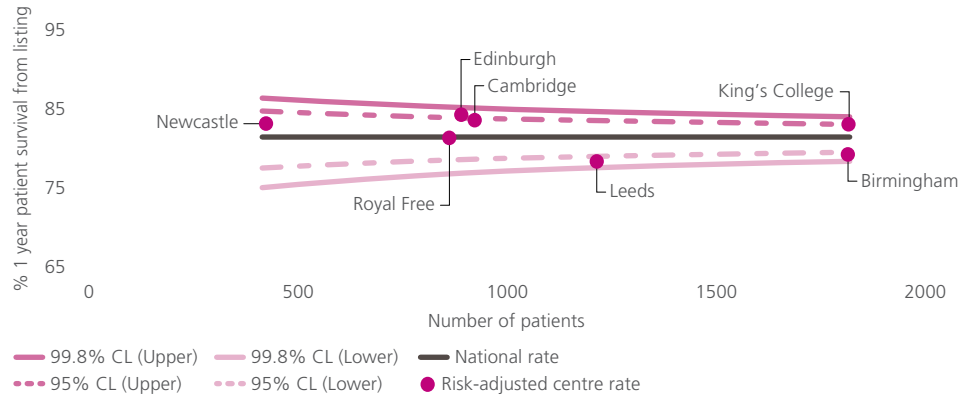 % 1 year patient survival from listing
95
85
75
65
Edinburgh
Cambridge
King's College
Newcastle
Royal Free
Leeds
Birmingham
0 500 1000 1500 2000
Number of patients
99.8% CL (Upper) 99.8% CL (Lower) National rate
95% CL (Upper) 95% CL (Lower) Risk-adjusted centre rate